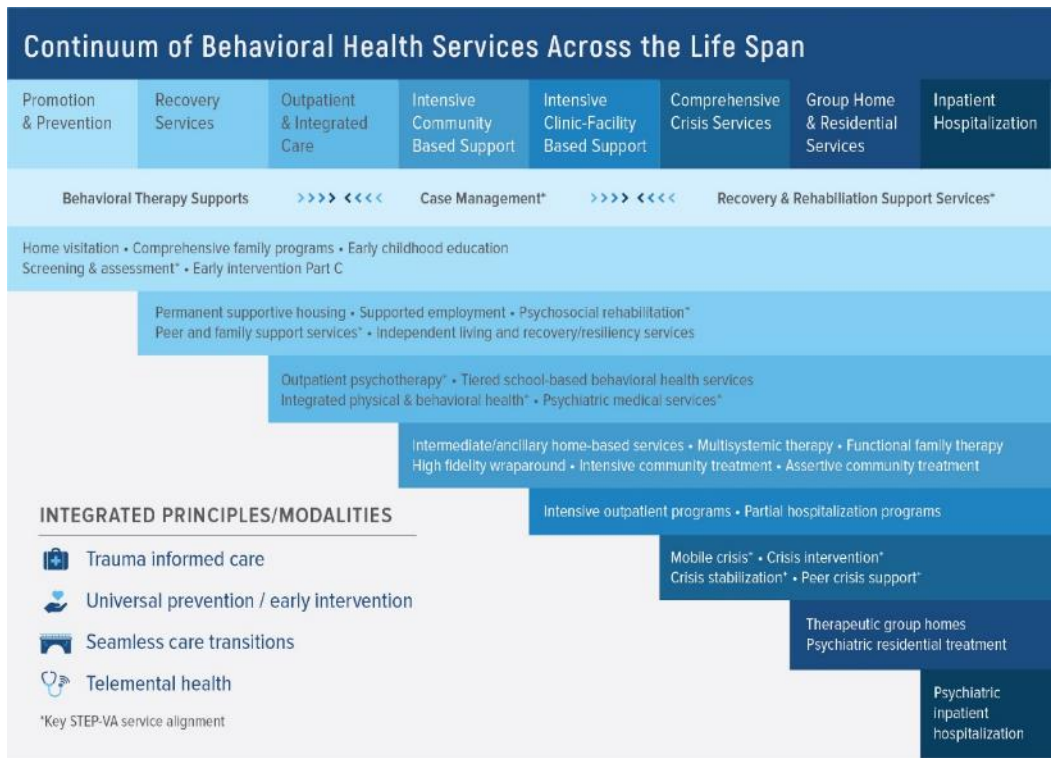 Continuum of Behavioral Health Services Across the Life Span
Promotion
& Prevention
Recovery
Services
Outpatient
& Integrated
Care
Intensive
Community
Based Support
Intensive
Clinic-Facility
Based Support
Comprehensive
Crisis Services
Group Home
& Residential
Services
Inpatient
Hospitalization
Behavioral Therapy Supports >>>> <<<< Case Management* >>>> <<<< Recovery & Rehabiliation Support Services*
Home visitation • Comprehensive family programs • Early childhood education
Screening & assessment* • Early intervention Part C
Permanent supportive housing • Supported employment • Psychosocial rehabilitation*
Peer and family support services* • Independent living and recovery/resiliency services
Outpatient psychotherapy* • Tiered school-based behavioral health services
Integrated physical & behavioral health* • Psychiatric medical services*
Intermediate/ancillary home-based services • Multisystemic therapy • Functional family therapy
High fidelity wraparound • Intensive community treatment • Assertive community treatment
Intensive outpatient programs • Partial hospitalization programs
Mobile crisis* • Crisis intervention*
Crisis stabilization* • Peer crisis support*
Therapeutic group homes
Psychiatric residential treatment
Psychiatric
inpatient
hospitalization
INTEGRATED PRINCIPLES/MODALITIES
Trauma informed care
Universal prevention / early intervention
Seamless care transitions
Telemental health
*Key STEP-VA service alignment